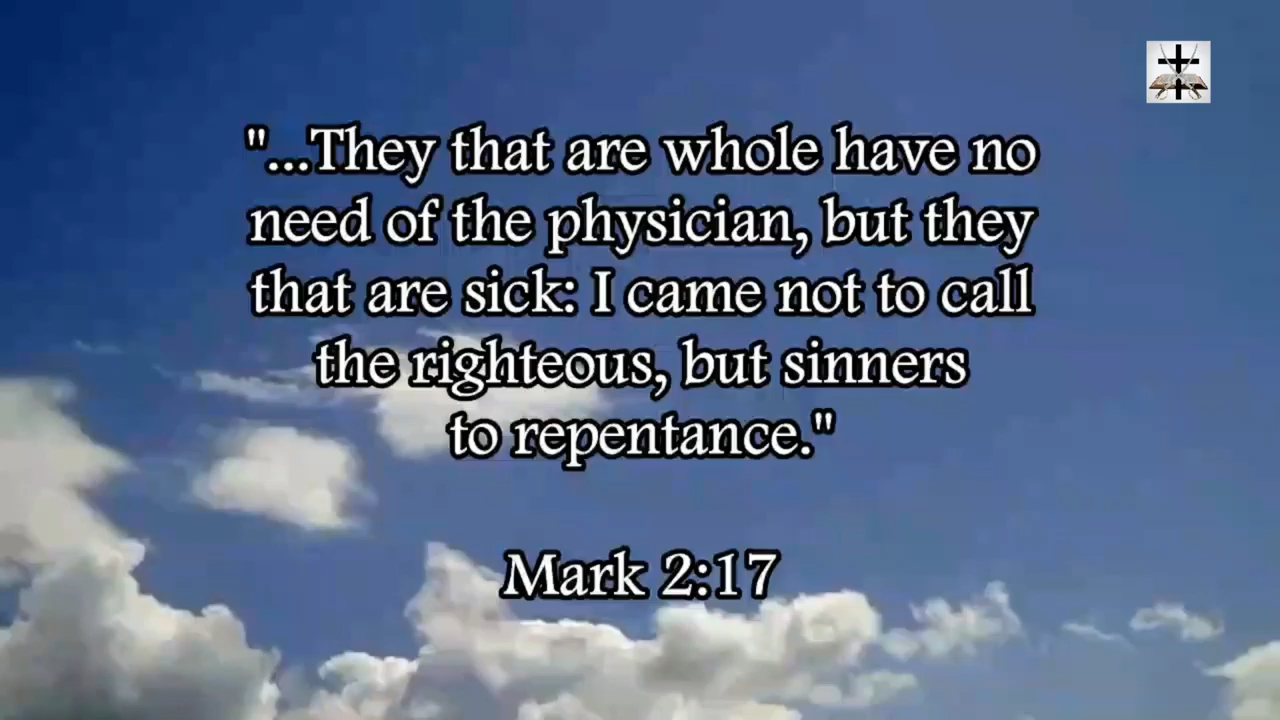 "...They that are whole have no
need of the physician, but they
that are sick: I came not to call
the righteous, but sinners
to repentance."
Mark 2:17